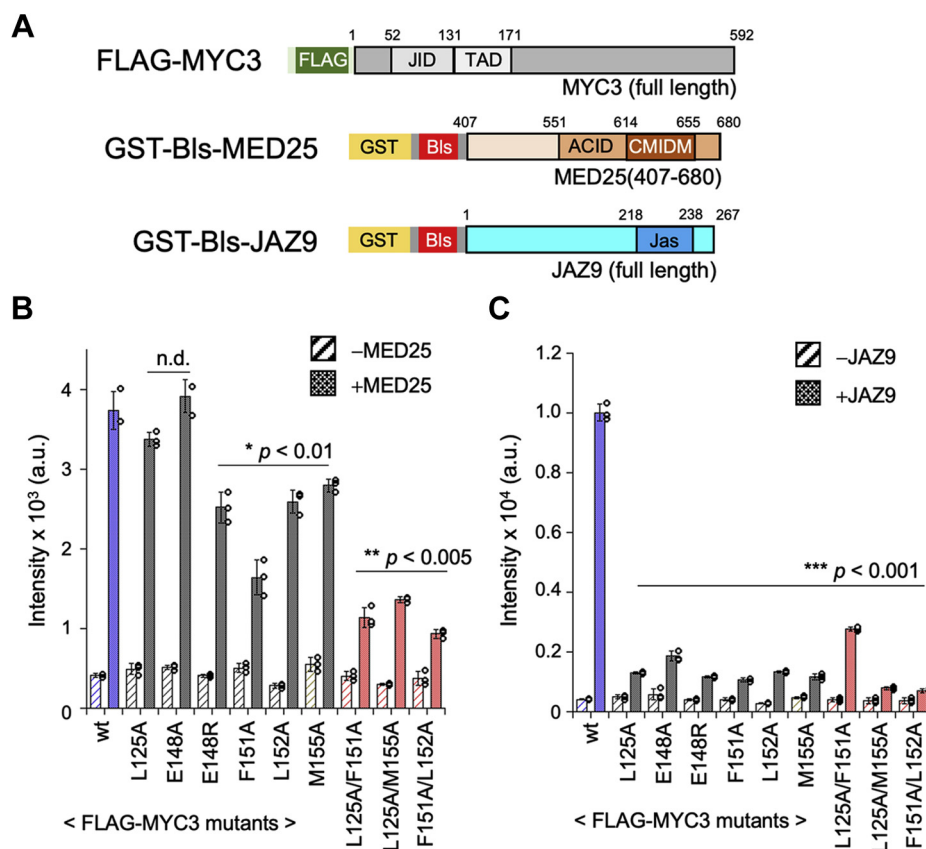 A
FLAG-MYC3
FLAG
1 52 131 171 592
JID TAD
MYC3 (full length)
GST-Bls-MED25
GST Bls
407 551 614 655 680
ACID CMIDM
MED25(407-680)
GST-Bls-JAZ9
GST Bls
1 218 238 267
Jas
JAZ9 (full length)
B
–MED25
+MED25
n.d.
* p < 0.01
** p < 0.005
Intensity x 10³ (a.u.)
4
3
2
1
0
wt
L125A
E148A
E148R
F151A
L152A
M155A
L125A/F151A
L125A/M155A
F151A/L152A
< FLAG-MYC3 mutants >
C
–JAZ9
+JAZ9
*** p < 0.001
Intensity x 10⁴ (a.u.)
1.2
1.0
0.8
0.6
0.4
0.2
0
wt
L125A
E148A
E148R
F151A
L152A
M155A
L125A/F151A
L125A/M155A
F151A/L152A
< FLAG-MYC3 mutants >